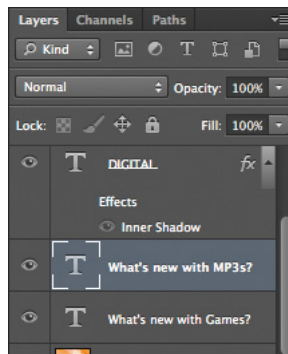 Layers Channels Paths
Kind T
Normal Opacity: 100%
Lock: Fill: 100%
T DIGITAL fx
Effects
Inner Shadow
T What's new with MP3s?
T What's new with Games?